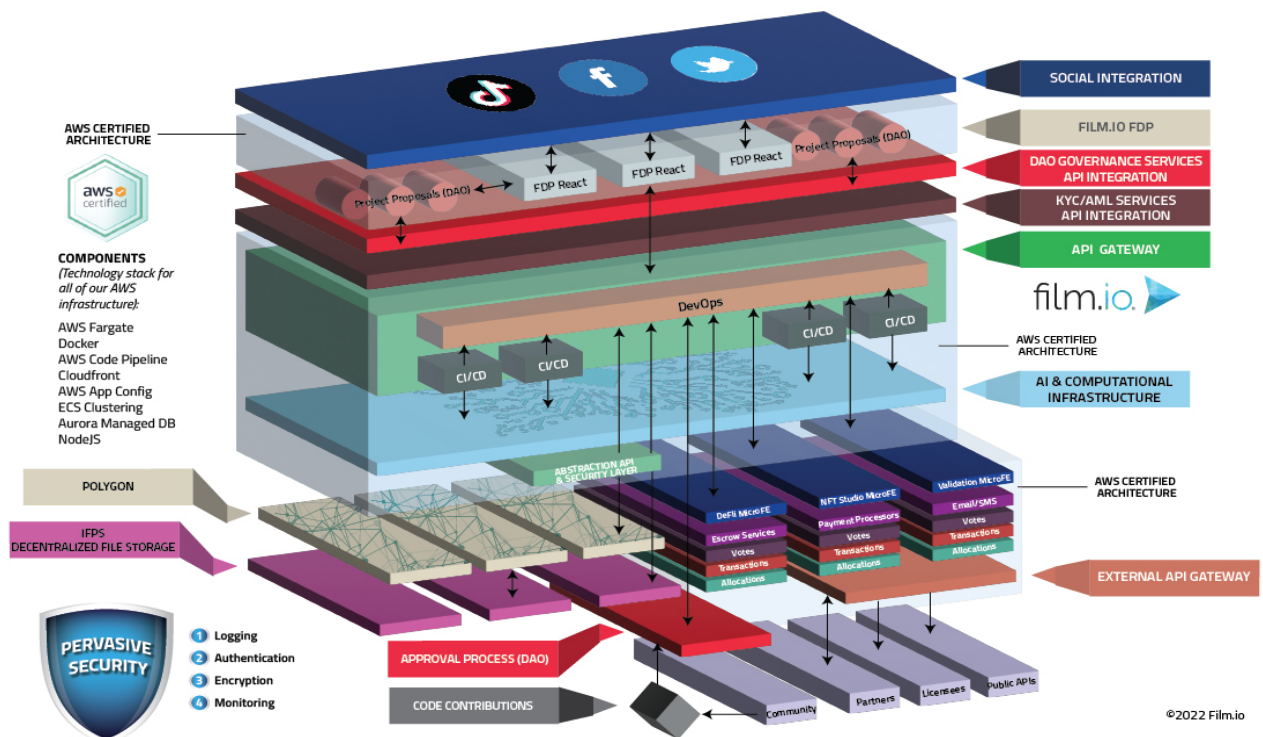 SOCIAL INTEGRATION
FILM.IO FDP
DAO GOVERNANCE SERVICES
API INTEGRATION
KYC/AML SERVICES
API INTEGRATION
API GATEWAY
film.io
AWS CERTIFIED
ARCHITECTURE
AI & COMPUTATIONAL
INFRASTRUCTURE
AWS CERTIFIED
ARCHITECTURE
EXTERNAL API GATEWAY
AWS CERTIFIED
ARCHITECTURE
aws
certified
COMPONENTS
(Technology stack for
all of our AWS
infrastructure):
AWS Fargate
Docker
AWS Code Pipeline
Cloudfront
AWS App Config
ECS Clustering
Aurora Managed DB
NodeJS
POLYGON
IFPS
DECENTRALIZED FILE STORAGE
PERVASIVE
SECURITY
1 Logging
2 Authentication
3 Encryption
4 Monitoring
Project Proposals (DAO)
FDP React
FDP React
FDP React
Project Proposals (DAO)
DevOps
CI/CD
CI/CD
CI/CD
CI/CD
ABSTRACTION API
& SECURITY LAYER
DeFli MicroFE
Escrow Services
Votes
Transactions
Allocations
NFT Studio MicroFE
Payment Processors
Votes
Transactions
Allocations
Validation MicroFE
Email/SMS
Votes
Transactions
Allocations
APPROVAL PROCESS (DAO)
CODE CONTRIBUTIONS
Community
Partners
Licensees
Public APIs
©2022 Film.io